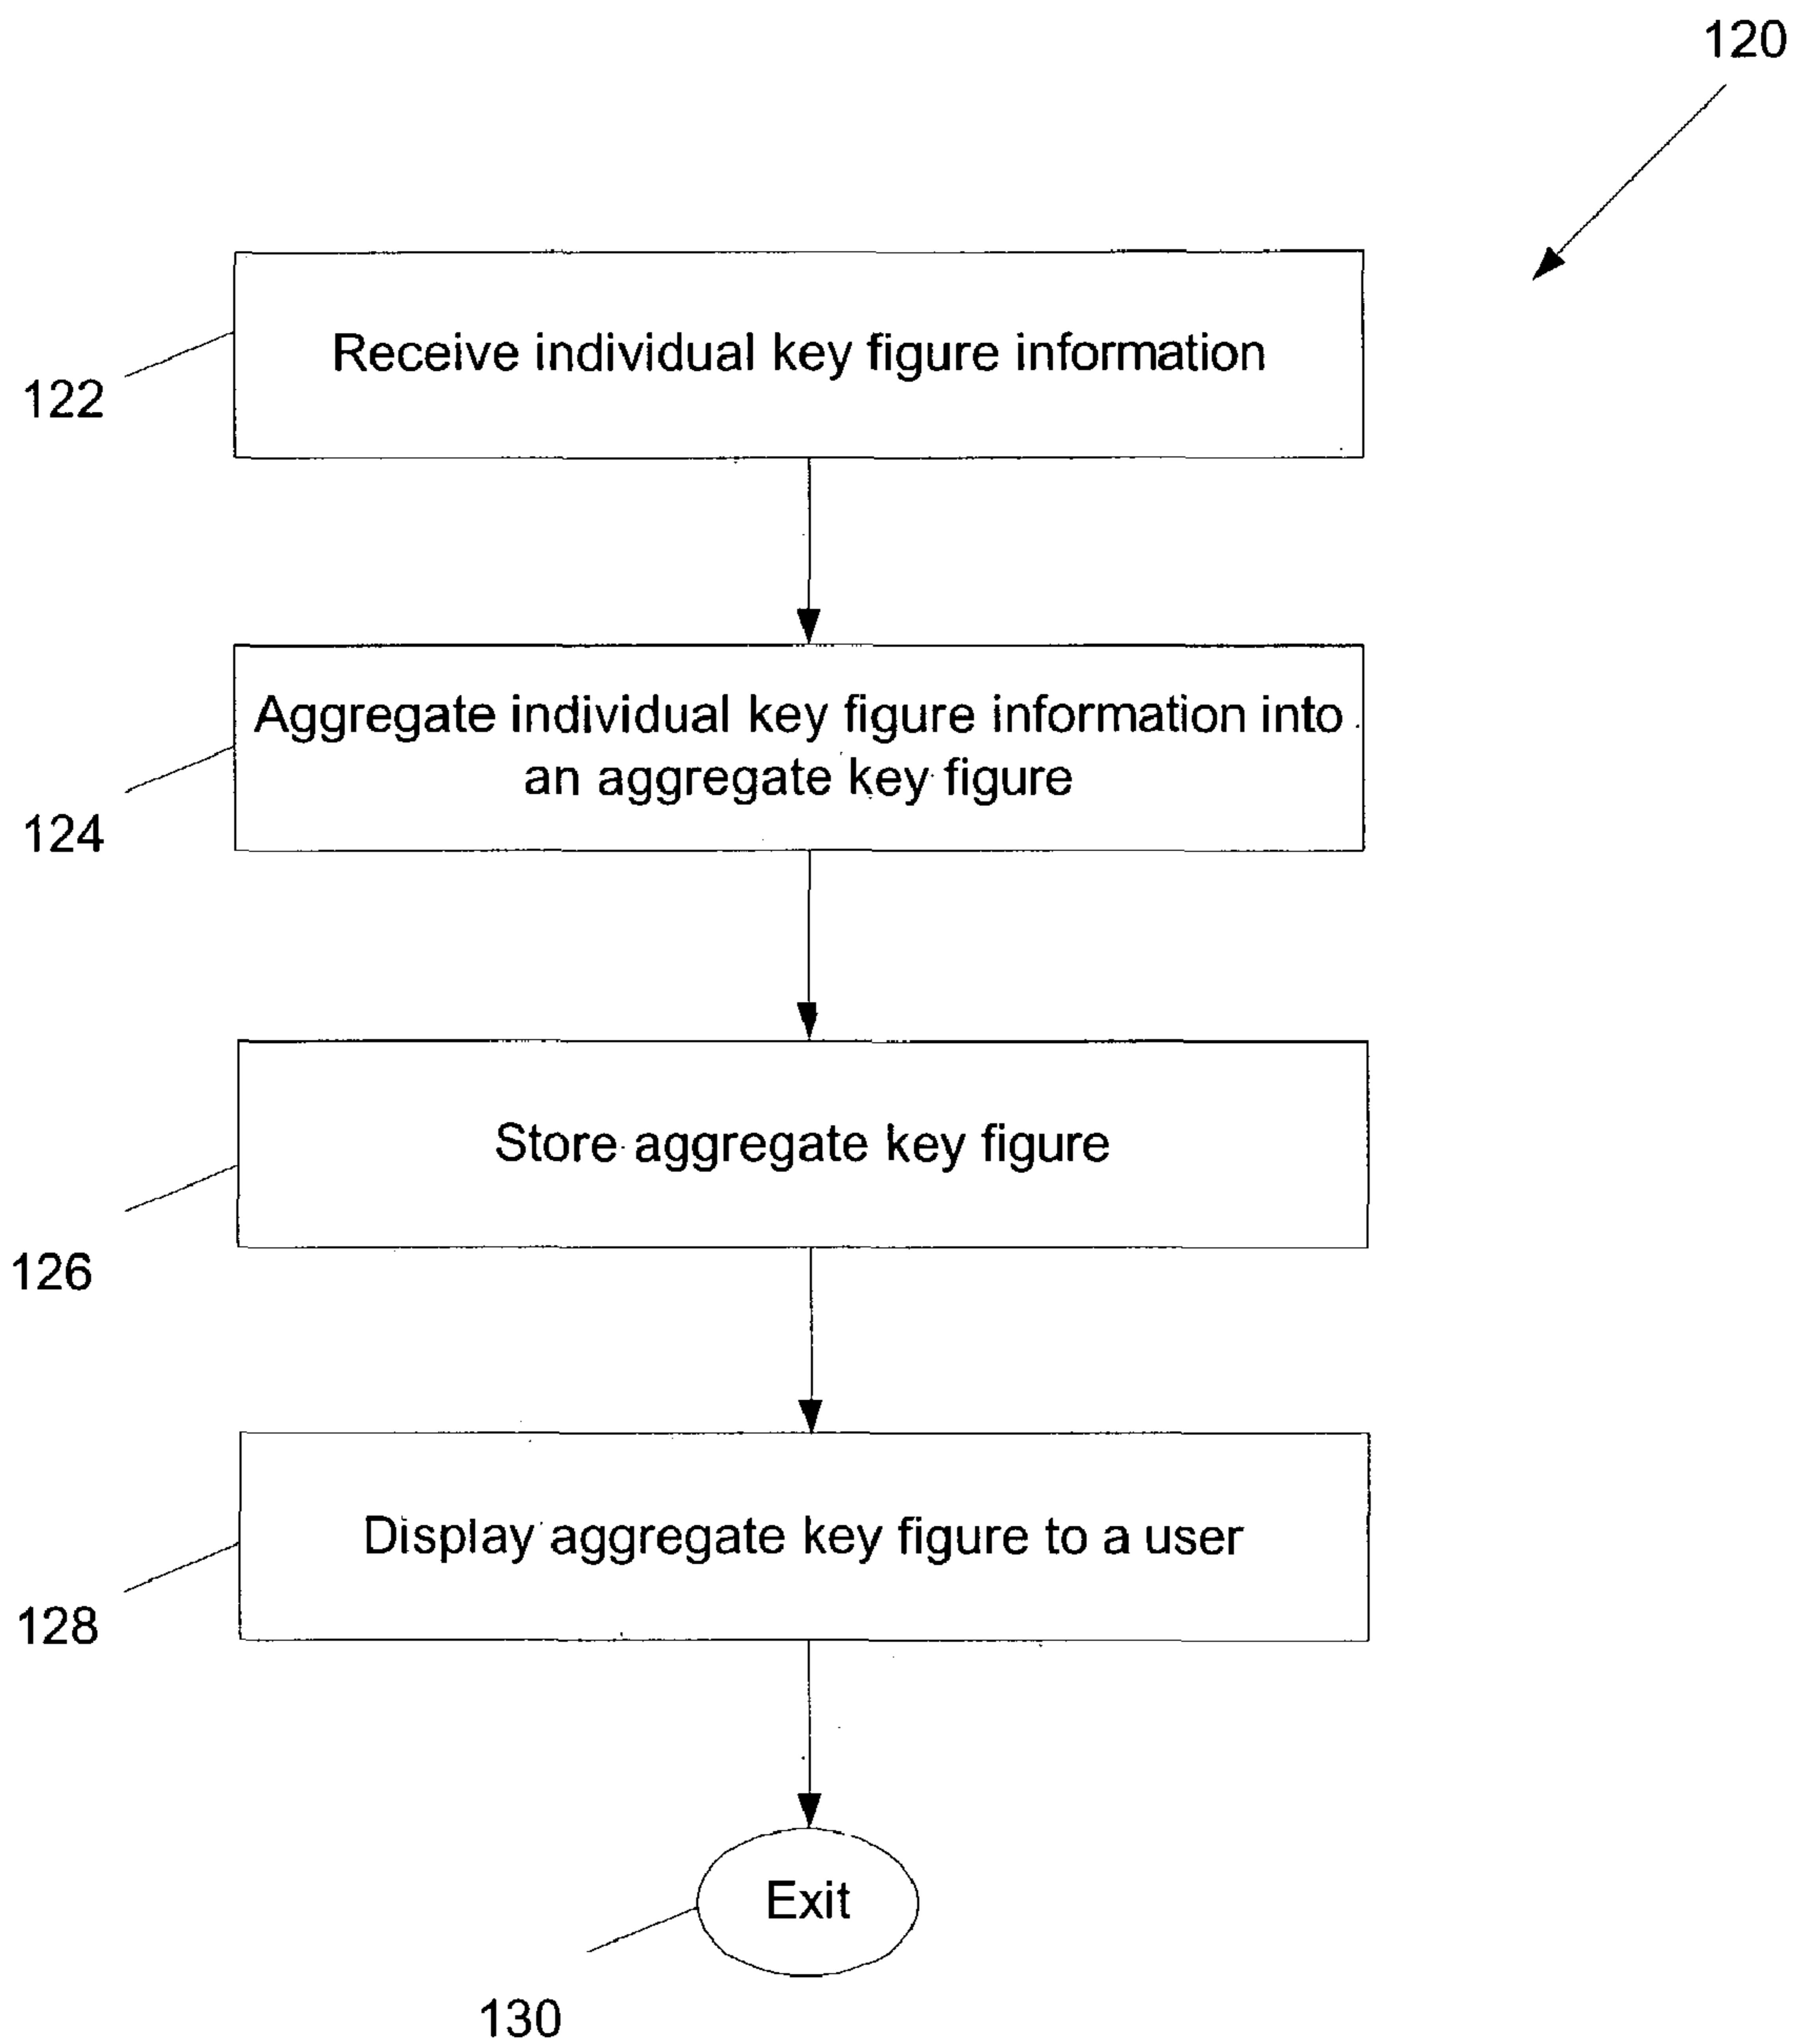 120
Receive individual key figure information
122
Aggregate individual key figure information into
an aggregate key figure
124
Store aggregate key figure
126
Display aggregate key figure to a user
128
Exit
130